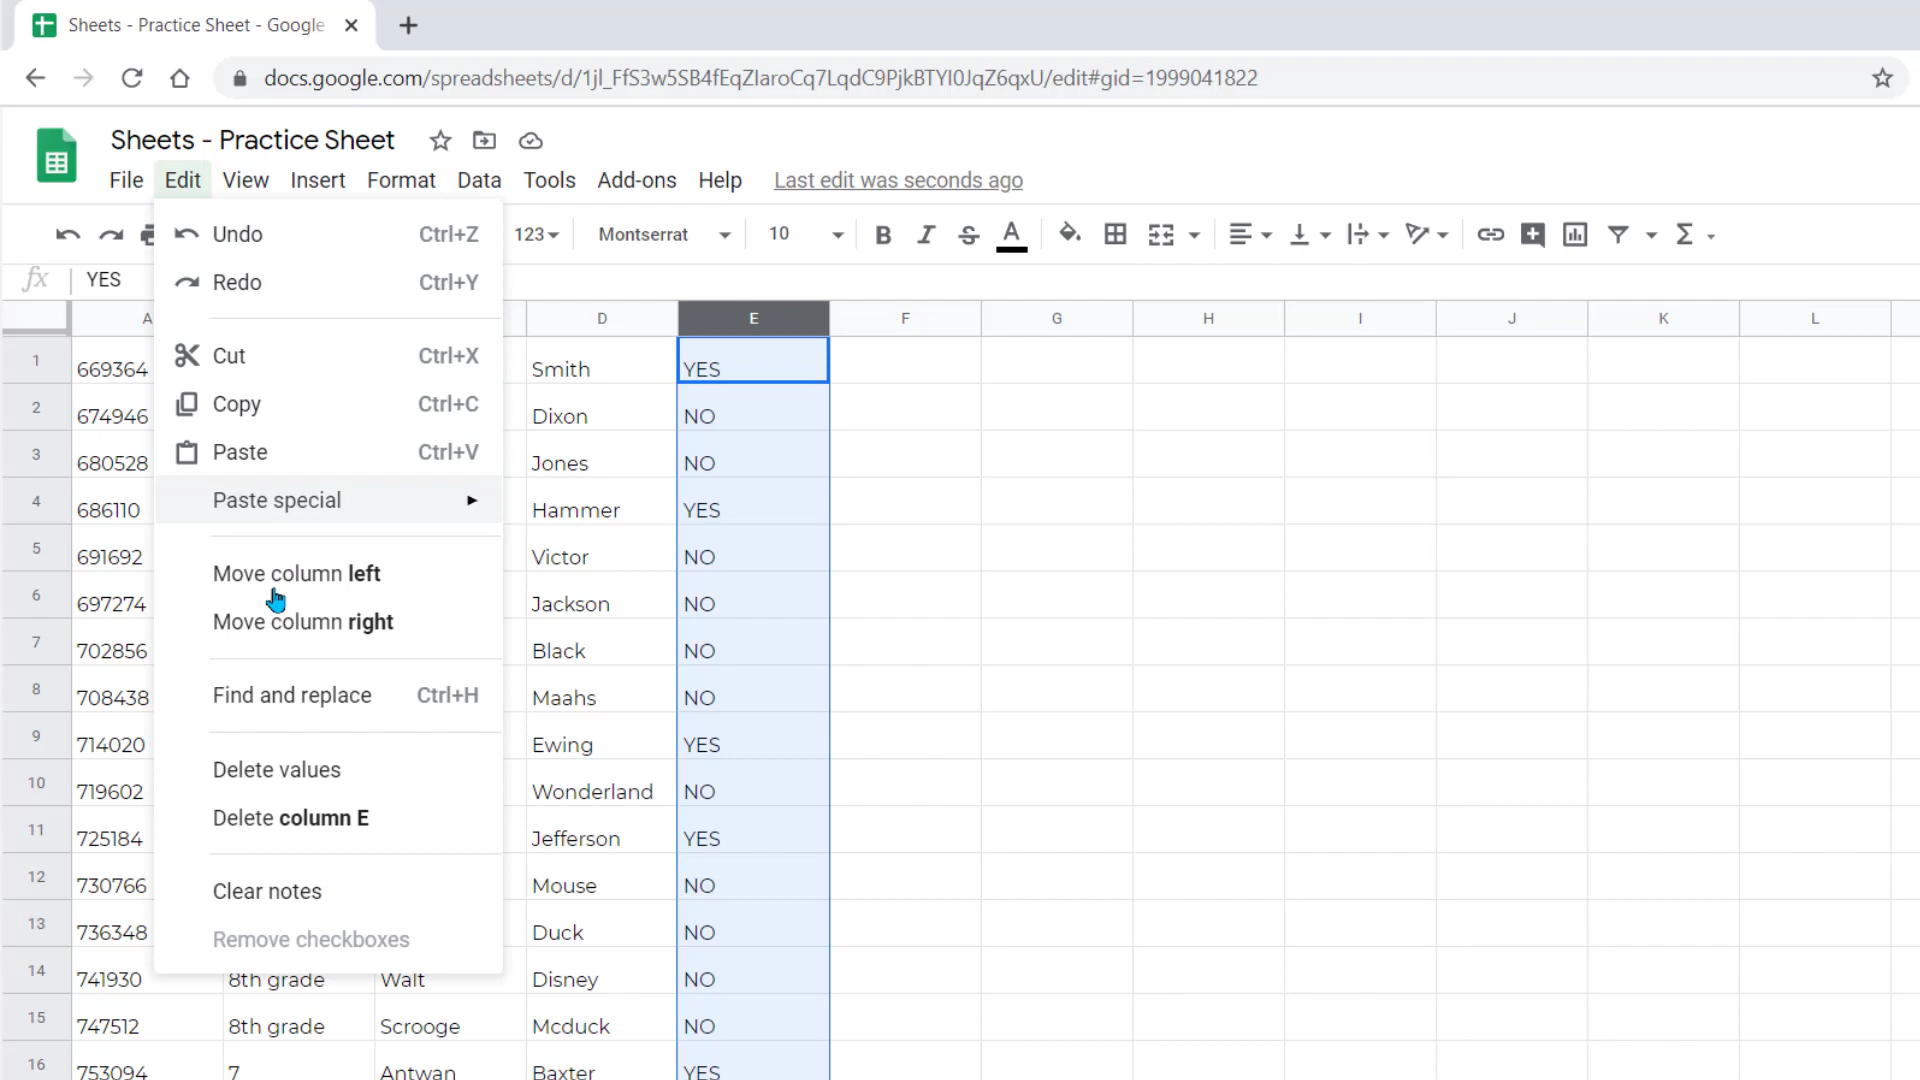 Sheets - Practice Sheet - Google
docs.google.com/spreadsheets/d/1jl_FfS3w5SB4fEqZIaroCq7LqdC9PjkBTYI0JqZ6qxU/edit#gid=1999041822
Sheets - Practice Sheet
File Edit View Insert Format Data Tools Add-ons Help Last edit was seconds ago
123 Montserrat 10 B I S A Σ
fx YES
Undo Ctrl+Z
Redo Ctrl+Y
Cut Ctrl+X
Copy Ctrl+C
Paste Ctrl+V
Paste special
Move column left
Move column right
Find and replace Ctrl+H
Delete values
Delete column E
Clear notes
Remove checkboxes
A D E F G H I J K L
1 669364 Smith YES
2 674946 Dixon NO
3 680528 Jones NO
4 686110 Hammer YES
5 691692 Victor NO
6 697274 Jackson NO
7 702856 Black NO
8 708438 Maahs NO
9 714020 Ewing YES
10 719602 Wonderland NO
11 725184 Jefferson YES
12 730766 Mouse NO
13 736348 Duck NO
14 741930 8th grade Walt Disney NO
15 747512 8th grade Scrooge Mcduck NO
16 753094 7 Antwan Baxter YES